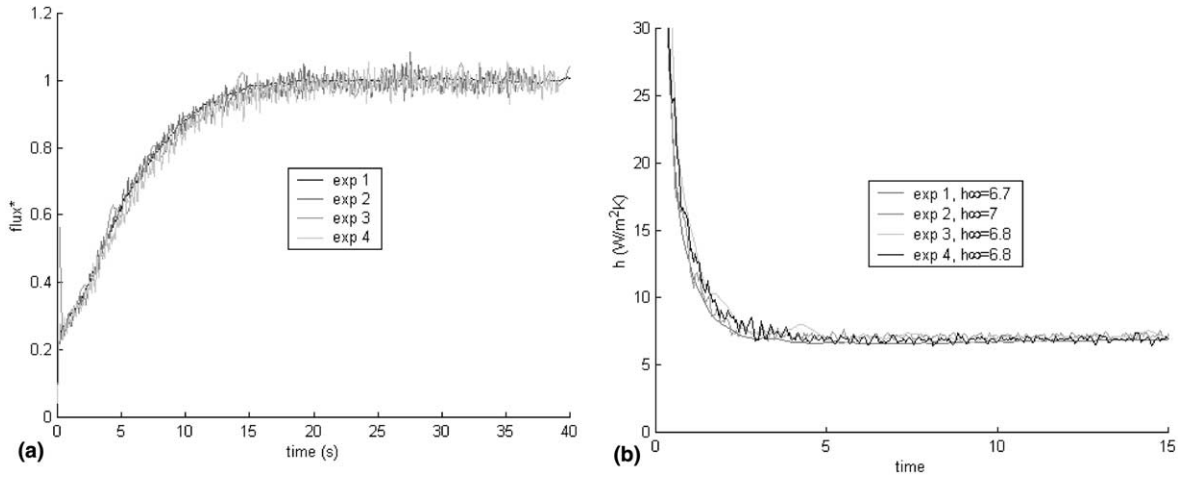 1.2
1
0.8
0.6
0.4
0.2
0
flux*
exp 1
exp 2
exp 3
exp 4
0 5 10 15 20 25 30 35 40
time (s)
(a)
30
25
20
15
10
5
0
h (W/m²K)
exp 1, h∞=6.7
exp 2, h∞=7
exp 3, h∞=6.8
exp 4, h∞=6.8
0 5 10 15
time
(b)